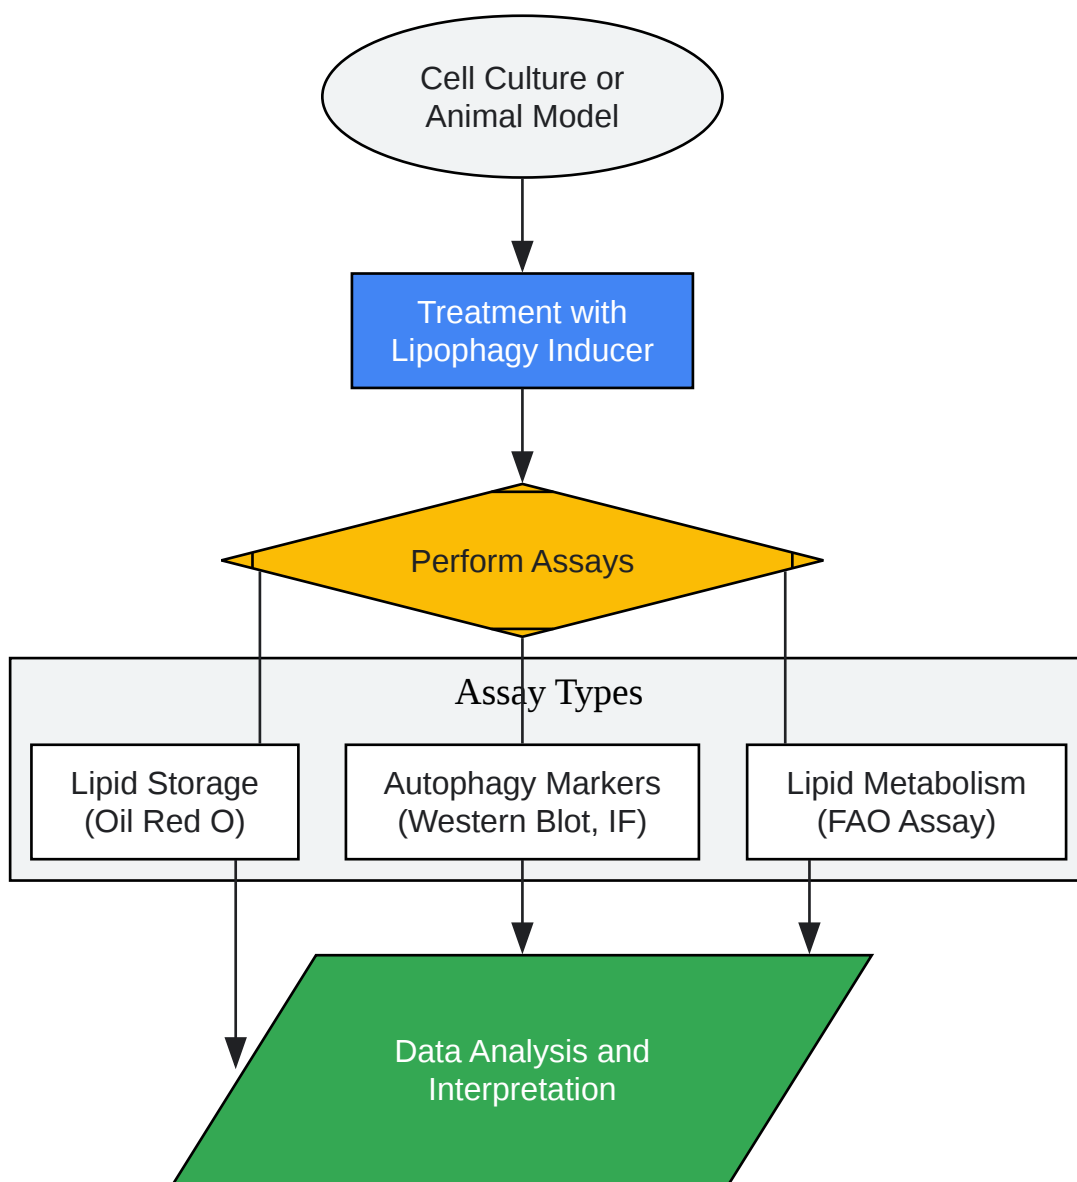 Cell Culture or
Animal Model
Treatment with
Lipophagy Inducer
Perform Assays
Assay Types
Lipid Storage
(Oil Red O)
Autophagy Markers
(Western Blot, IF)
Lipid Metabolism
(FAO Assay)
Data Analysis and
Interpretation